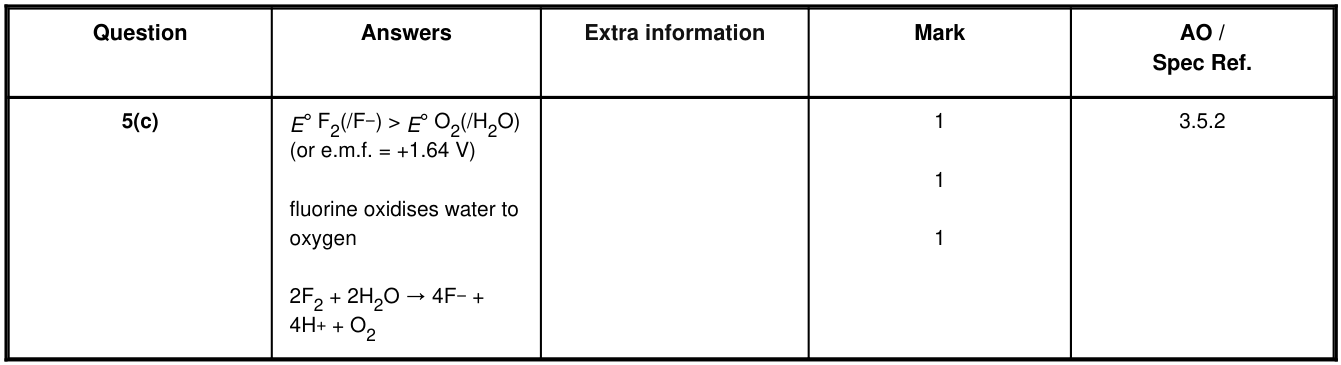 Question Answers Extra information Mark AO /
Spec Ref.
5(c) E° F2(/F–) > E° O2(/H2O) 1 3.5.2
(or e.m.f. = +1.64 V)
1
fluorine oxidises water to
oxygen 1
2F2 + 2H2O → 4F– +
4H+ + O2